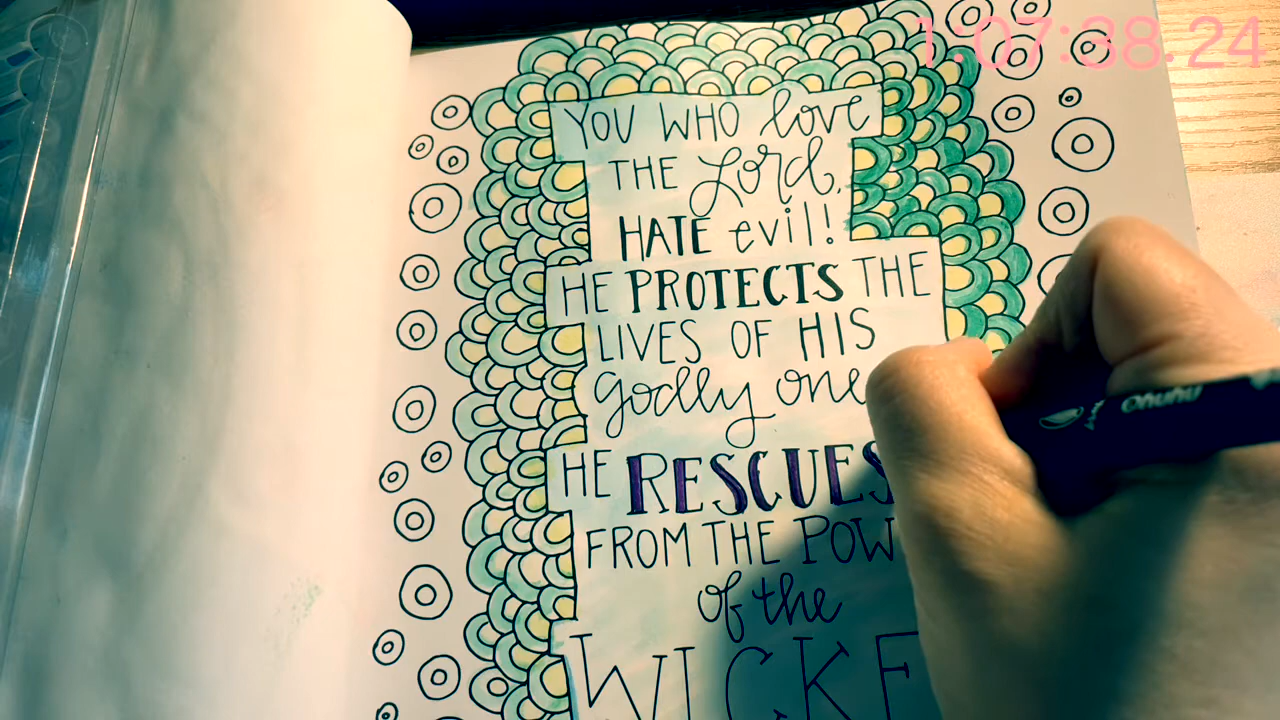 1:07:38.24
YOU WHO love
THE Lord,
HATE evil!
HE PROTECTS THE
LIVES OF HIS
godly one
HE RESCUES
FROM THE POW
of the
WICKE
Ohuhu